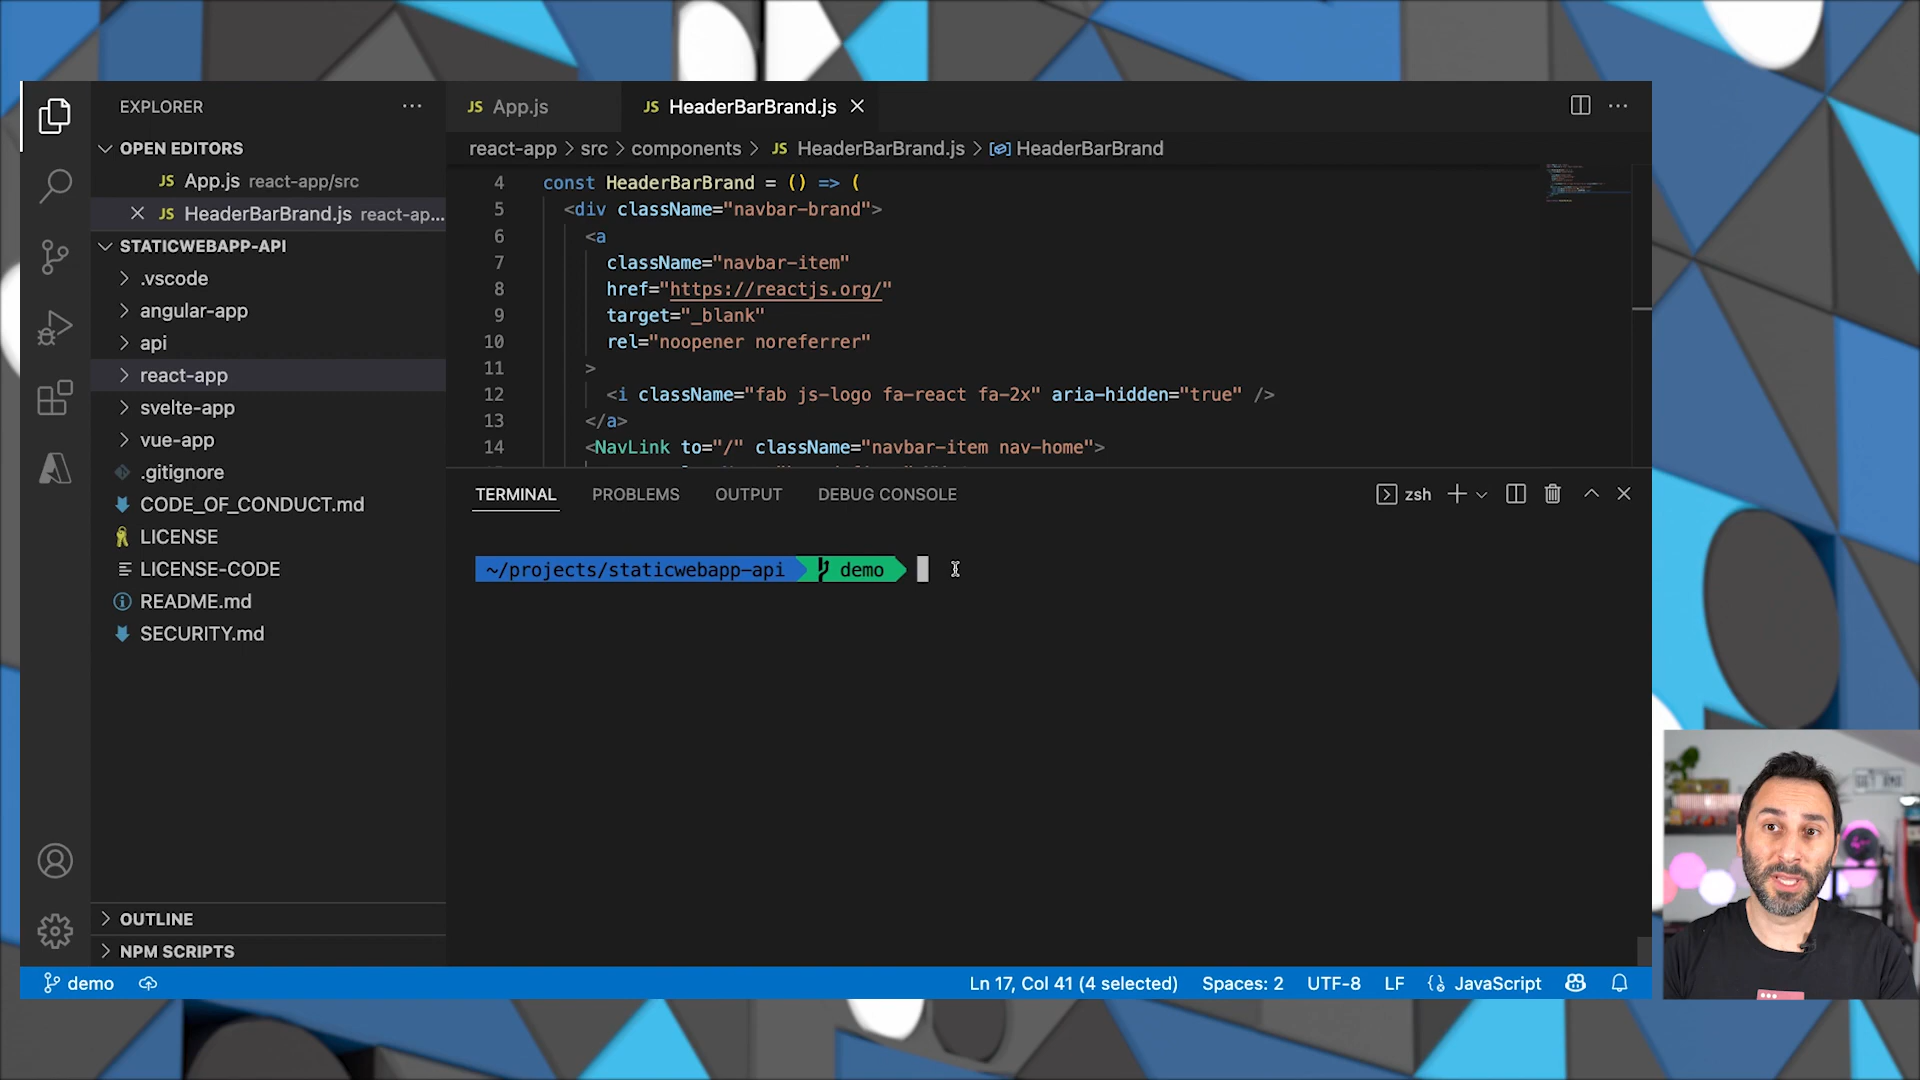 EXPLORER
OPEN EDITORS
JS App.js react-app/src
JS HeaderBarBrand.js react-ap...
STATICWEBAPP-API
.vscode
angular-app
api
react-app
svelte-app
vue-app
.gitignore
CODE_OF_CONDUCT.md
LICENSE
LICENSE-CODE
README.md
SECURITY.md
OUTLINE
NPM SCRIPTS
JS App.js
JS HeaderBarBrand.js
react-app > src > components > JS HeaderBarBrand.js > HeaderBarBrand
4 const HeaderBarBrand = () => (
5 <div className="navbar-brand">
6 <a
7 className="navbar-item"
8 href="https://reactjs.org/"
9 target="_blank"
10 rel="noopener noreferrer"
11 >
12 <i className="fab js-logo fa-react fa-2x" aria-hidden="true" />
13 </a>
14 <NavLink to="/" className="navbar-item nav-home">
TERMINAL PROBLEMS OUTPUT DEBUG CONSOLE
zsh
~/projects/staticwebapp-api demo
demo
Ln 17, Col 41 (4 selected) Spaces: 2 UTF-8 LF JavaScript